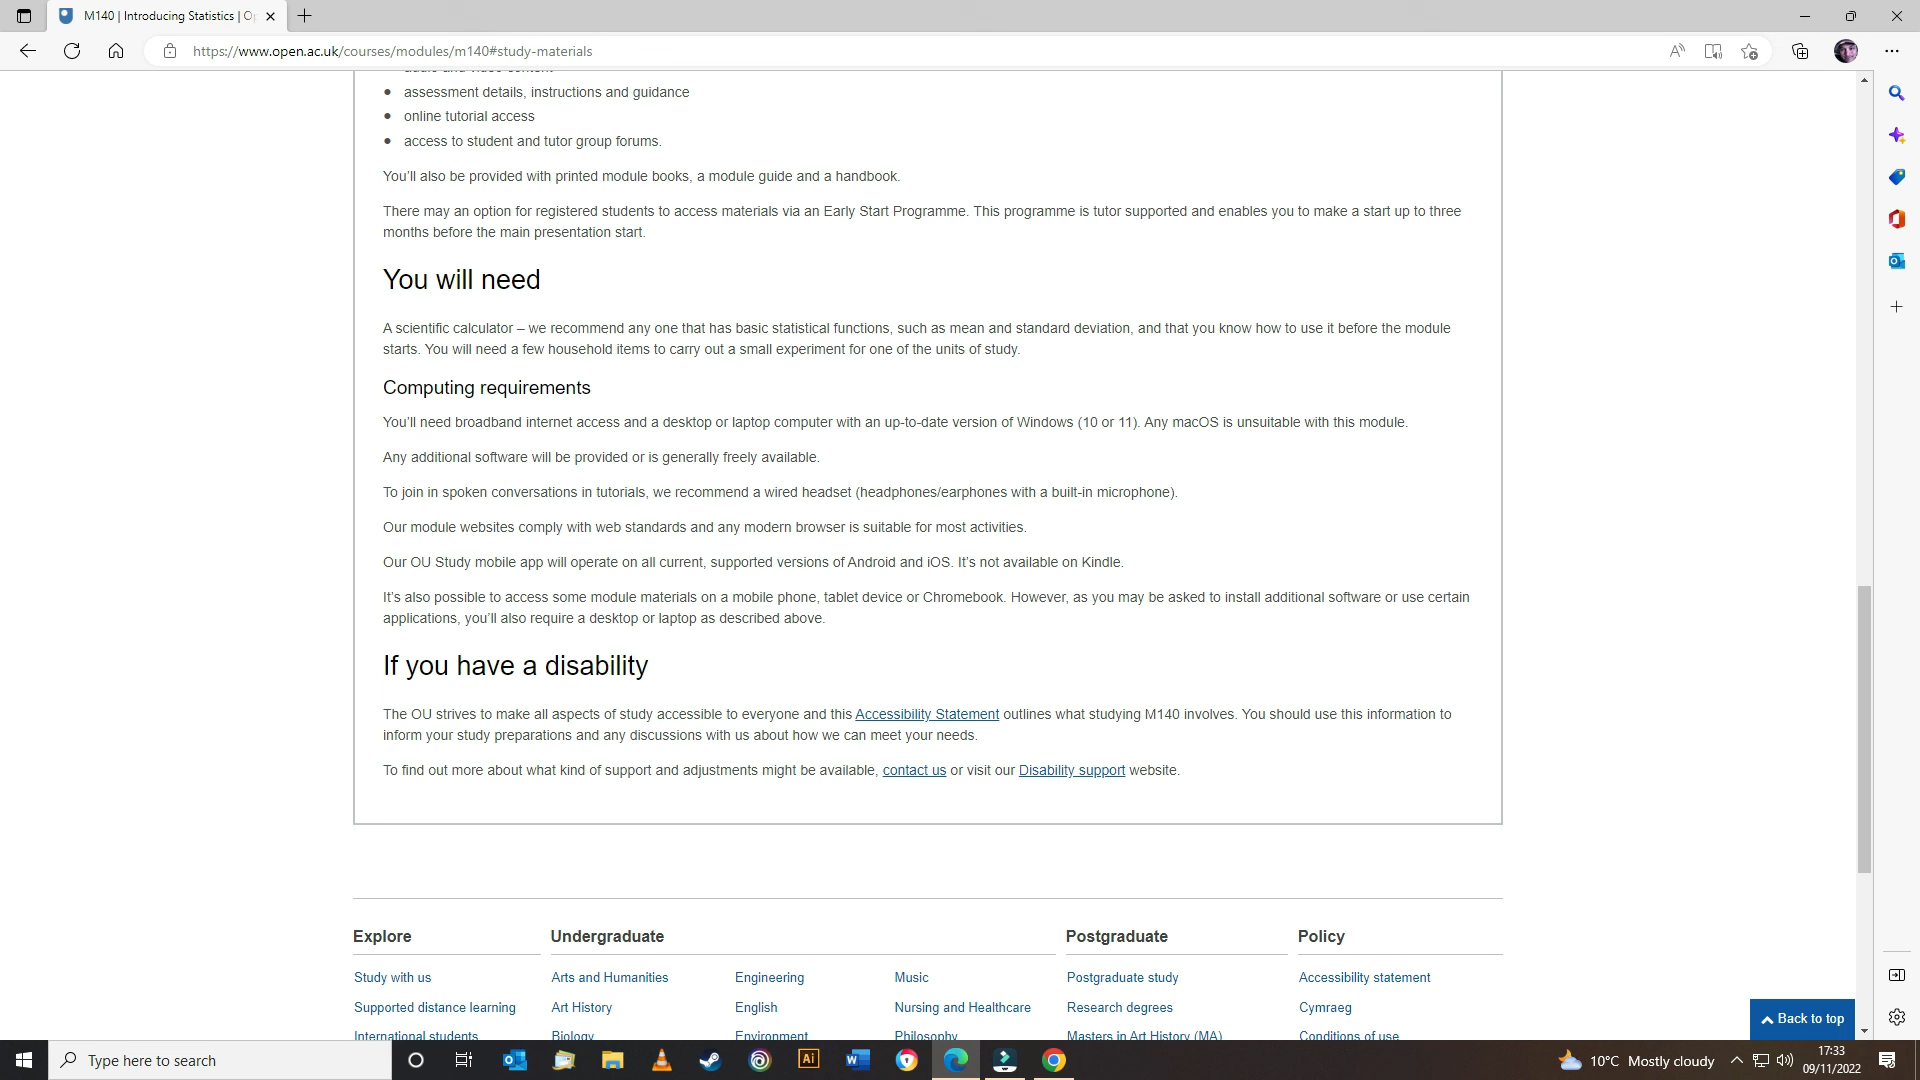 M140 | Introducing Statistics | O
https://www.open.ac.uk/courses/modules/m140#study-materials
audio and video content
assessment details, instructions and guidance
online tutorial access
access to student and tutor group forums.
You'll also be provided with printed module books, a module guide and a handbook.
There may an option for registered students to access materials via an Early Start Programme. This programme is tutor supported and enables you to make a start up to three
months before the main presentation start.
You will need
A scientific calculator – we recommend any one that has basic statistical functions, such as mean and standard deviation, and that you know how to use it before the module
starts. You will need a few household items to carry out a small experiment for one of the units of study.
Computing requirements
You'll need broadband internet access and a desktop or laptop computer with an up-to-date version of Windows (10 or 11). Any macOS is unsuitable with this module.
Any additional software will be provided or is generally freely available.
To join in spoken conversations in tutorials, we recommend a wired headset (headphones/earphones with a built-in microphone).
Our module websites comply with web standards and any modern browser is suitable for most activities.
Our OU Study mobile app will operate on all current, supported versions of Android and iOS. It's not available on Kindle.
It's also possible to access some module materials on a mobile phone, tablet device or Chromebook. However, as you may be asked to install additional software or use certain
applications, you'll also require a desktop or laptop as described above.
If you have a disability
The OU strives to make all aspects of study accessible to everyone and this Accessibility Statement outlines what studying M140 involves. You should use this information to
inform your study preparations and any discussions with us about how we can meet your needs.
To find out more about what kind of support and adjustments might be available, contact us or visit our Disability support website.
Explore Undergraduate Postgraduate Policy
Study with us Arts and Humanities Engineering Music Postgraduate study Accessibility statement
Supported distance learning Art History English Nursing and Healthcare Research degrees Cymraeg
International students Biology Environment Philosophy Masters in Art History (MA) Conditions of use
Back to top
Type here to search
Ai
10°C Mostly cloudy
17:33
09/11/2022